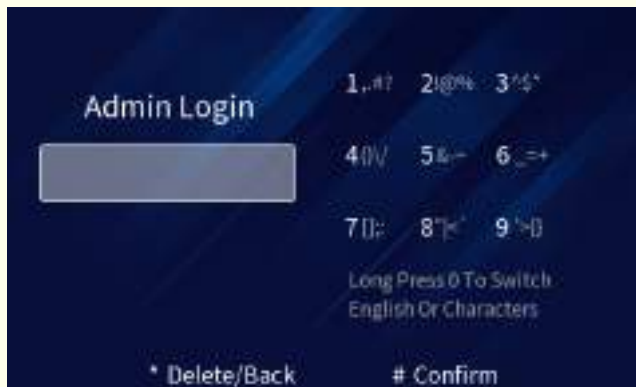 Admin Login
1,.#? 2!@% 3^$*
4 5 6_=+
7 8 9
Long Press 0 To Switch
English Or Characters
* Delete/Back # Confirm